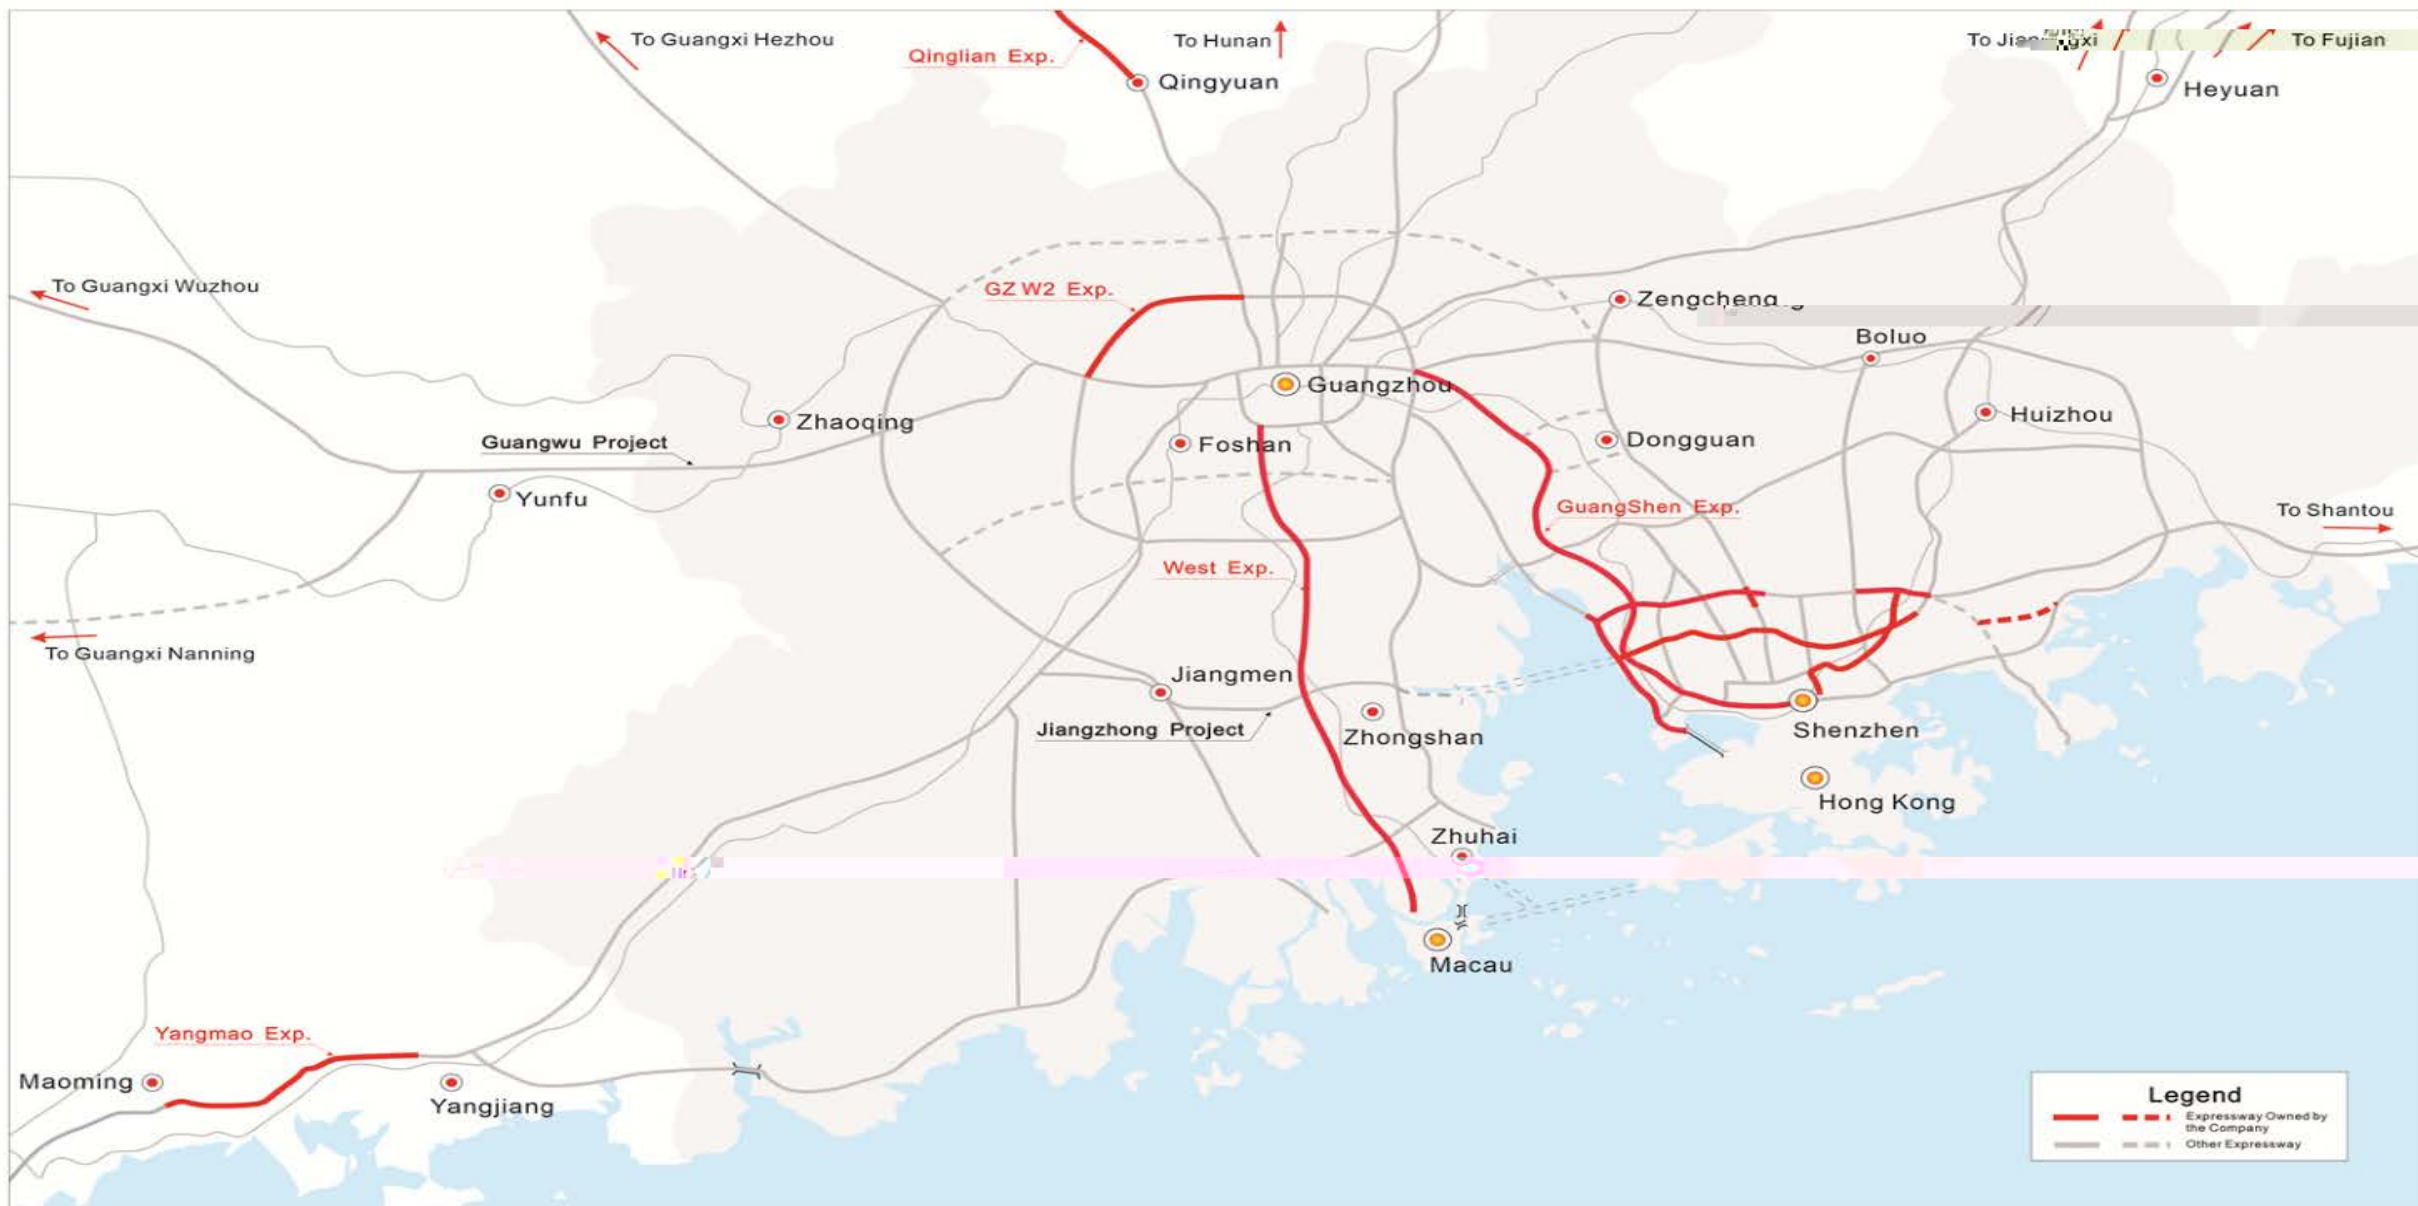 To Guangxi Hezhou
Qinglian Exp.
To Hunan
To Fujian
Qingyuan
Heyuan
To Guangxi Wuzhou
GZ W2 Exp.
Zengcheng
Boluo
Guangzhou
Zhaoqing
Huizhou
Guangwu Project
Foshan
Dongguan
Yunfu
GuangShen Exp.
To Shantou
West Exp.
To Guangxi Nanning
Jiangmen
Jiangzhong Project
Zhongshan
Shenzhen
Hong Kong
Zhuhai
Macau
Yangmao Exp.
Maoming
Yangjiang
Legend
Expressway Owned by
the Company
Other Expressway